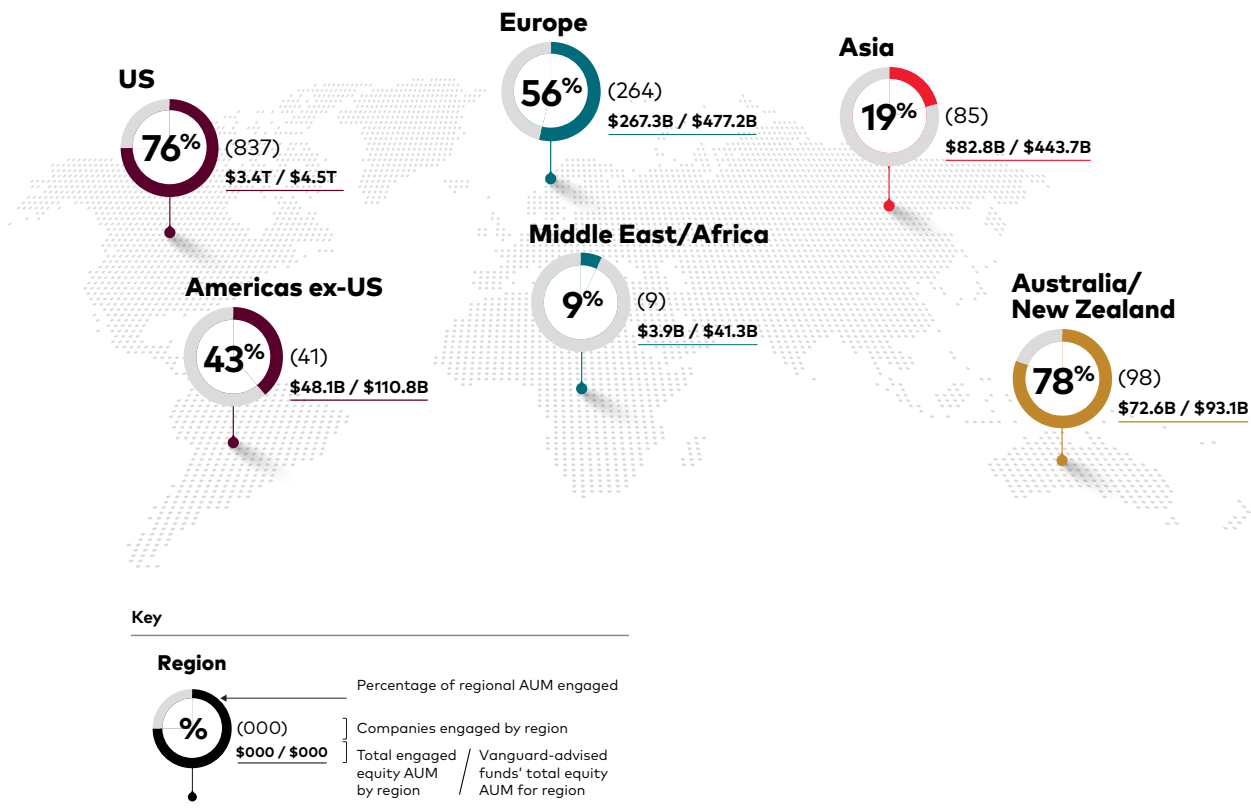 Europe
56%
(264)
$267.3B / $477.2B
Asia
19%
(85)
$82.8B / $443.7B
US
76%
(837)
$3.4T / $4.5T
Middle East/Africa
9%
(9)
$3.9B / $41.3B
Americas ex-US
43%
(41)
$48.1B / $110.8B
Australia/
New Zealand
78%
(98)
$72.6B / $93.1B
Key
Region
%
(000)
$000 / $000
Percentage of regional AUM engaged
Companies engaged by region
Total engaged
equity AUM
by region
/
Vanguard-advised
funds’ total equity
AUM for region